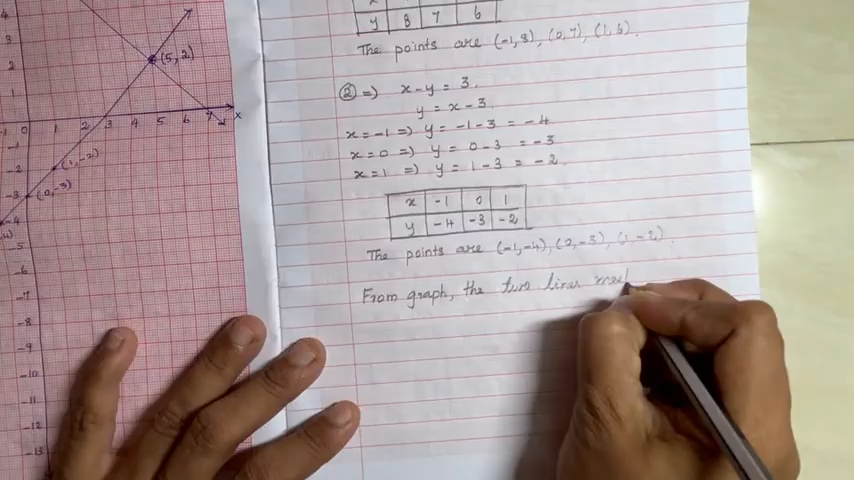 4
3
2
1
-1 0 1 2 3 4 5 6 7 x
-1
-2
-3
-4
-5
-6
-7
-8
-9
-10
-11
-12
-13
(5, 2)
(1, -2)
(0, -3)
y 8 7 6
The points are (-1, 8), (0, 7), (1, 6).
② => x - y = 3.
y = x - 3.
x = -1 => y = -1 - 3 = -4
x = 0 => y = 0 - 3 = -3
x = 1 => y = 1 - 3 = -2
x -1 0 1
y -4 -3 -2
The points are (-1, -4), (0, -3), (1, -2).
From graph, the two lines meet